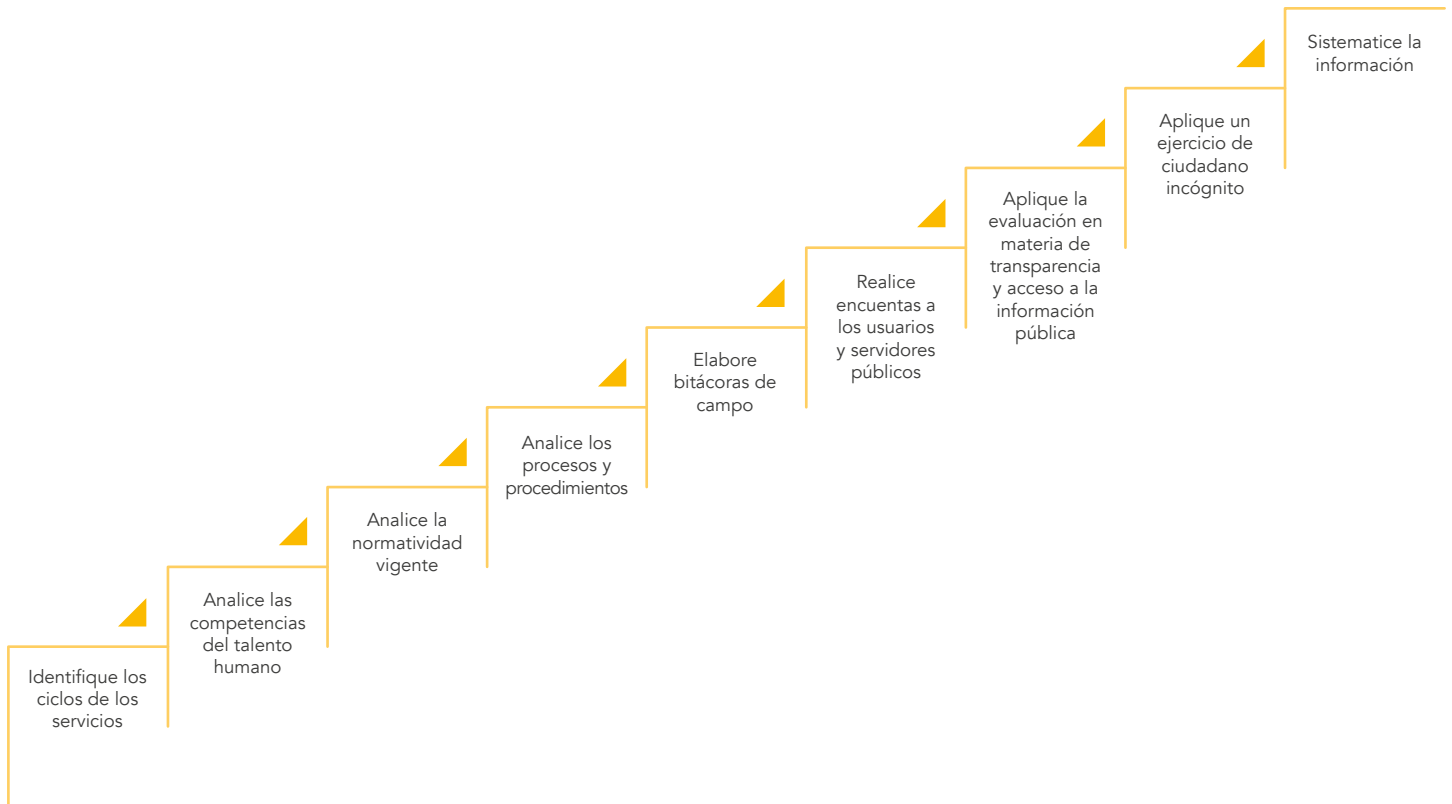 Identifique los
ciclos de los
servicios
Analice las
competencias
del talento
humano
Analice la
normatividad
vigente
Analice los
procesos y
procedimientos
Elabore
bitácoras de
campo
Realice
encuentas a
los usuarios
y servidores
públicos
Aplique la
evaluación en
materia de
transparencia
y acceso a la
información
pública
Aplique un
ejercicio de
ciudadano
incógnito
Sistematice la
información